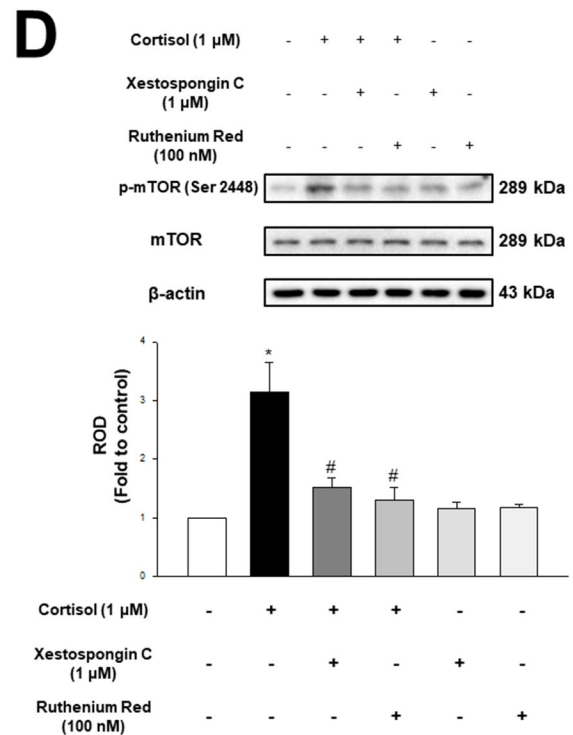 D
Cortisol (1 μM) - + + + - -
Xestospongin C
(1 μM) - - + - + -
Ruthenium Red
(100 nM) - - - + - +
p-mTOR (Ser 2448) 289 kDa
mTOR 289 kDa
β-actin 43 kDa
4
3
2
1
0
ROD
(Fold to control)
*
#
#
Cortisol (1 μM) - + + + - -
Xestospongin C
(1 μM) - - + - + -
Ruthenium Red
(100 nM) - - - + - +